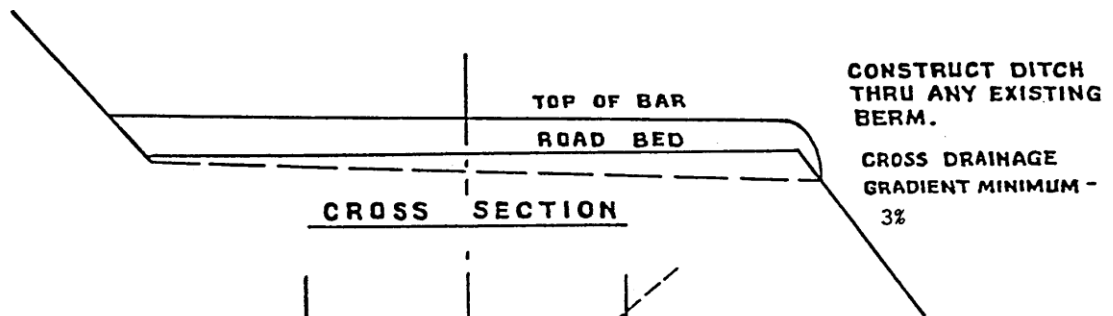 TOP OF BAR
ROAD BED
CROSS SECTION
CONSTRUCT DITCH
THRU ANY EXISTING
BERM.
CROSS DRAINAGE
GRADIENT MINIMUM -
3%